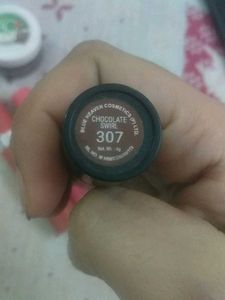 BLUE HEAVEN COSMETICS (P) LTD.
CHOCOLATE
SWIRL
307
Net. Wt. : 4g